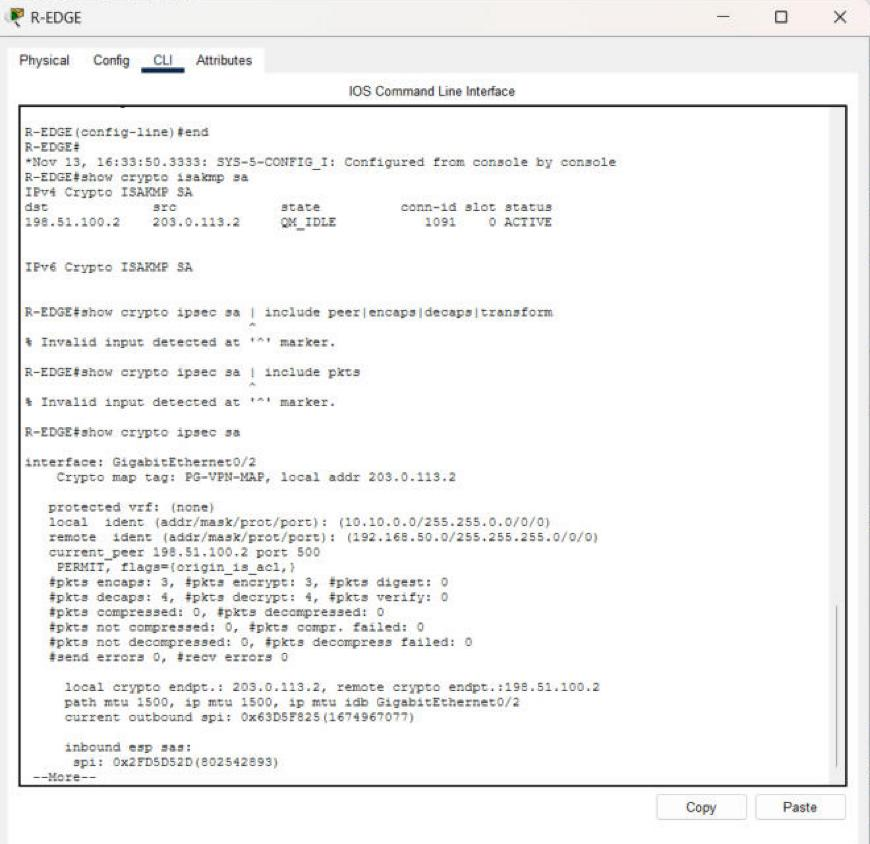 R-EDGE
Physical Config CLI Attributes
IOS Command Line Interface
R-EDGE(config-line)#end
R-EDGE#
*Nov 13, 16:33:50.3333: SYS-5-CONFIG_I: Configured from console by console
R-EDGE#show crypto isakmp sa
IPv4 Crypto ISAKMP SA
dst src state conn-id slot status
198.51.100.2 203.0.113.2 QM_IDLE 1091 0 ACTIVE
IPv6 Crypto ISAKMP SA
R-EDGE#show crypto ipsec sa | include peer|encaps|decaps|transform
^
% Invalid input detected at '^' marker.
R-EDGE#show crypto ipsec sa | include pkts
^
% Invalid input detected at '^' marker.
R-EDGE#show crypto ipsec sa
interface: GigabitEthernet0/2
Crypto map tag: PG-VPN-MAP, local addr 203.0.113.2
protected vrf: (none)
local ident (addr/mask/prot/port): (10.10.0.0/255.255.0.0/0/0)
remote ident (addr/mask/prot/port): (192.168.50.0/255.255.255.0/0/0)
current_peer 198.51.100.2 port 500
PERMIT, flags={origin_is_acl,}
#pkts encaps: 3, #pkts encrypt: 3, #pkts digest: 0
#pkts decaps: 4, #pkts decrypt: 4, #pkts verify: 0
#pkts compressed: 0, #pkts decompressed: 0
#pkts not compressed: 0, #pkts compr. failed: 0
#pkts not decompressed: 0, #pkts decompress failed: 0
#send errors 0, #recv errors 0
local crypto endpt.: 203.0.113.2, remote crypto endpt.:198.51.100.2
path mtu 1500, ip mtu 1500, ip mtu idb GigabitEthernet0/2
current outbound spi: 0x63D5F825(1674967077)
inbound esp sas:
spi: 0x2FD5D52D(802542893)
--More--
Copy Paste